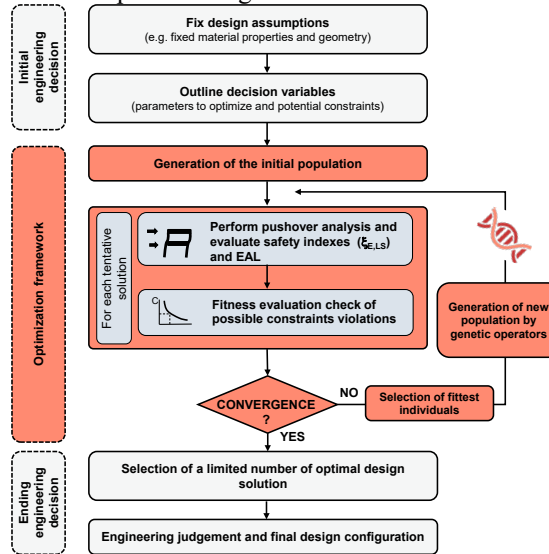 Initial
engineering
decision
Fix design assumptions
(e.g. fixed material properties and geometry)
Outline decision variables
(parameters to optimize and potential constraints)
Optimization framework
Generation of the initial population
For each tentative
solution
Perform pushover analysis and
evaluate safety indexes (ξE,LS)
and EAL
C
Fitness evaluation check of
possible constraints violations
Generation of new
population by
genetic operators
CONVERGENCE
?
NO
Selection of fittest
individuals
YES
Ending
engineering
decision
Selection of a limited number of optimal design
solution
Engineering judgement and final design configuration